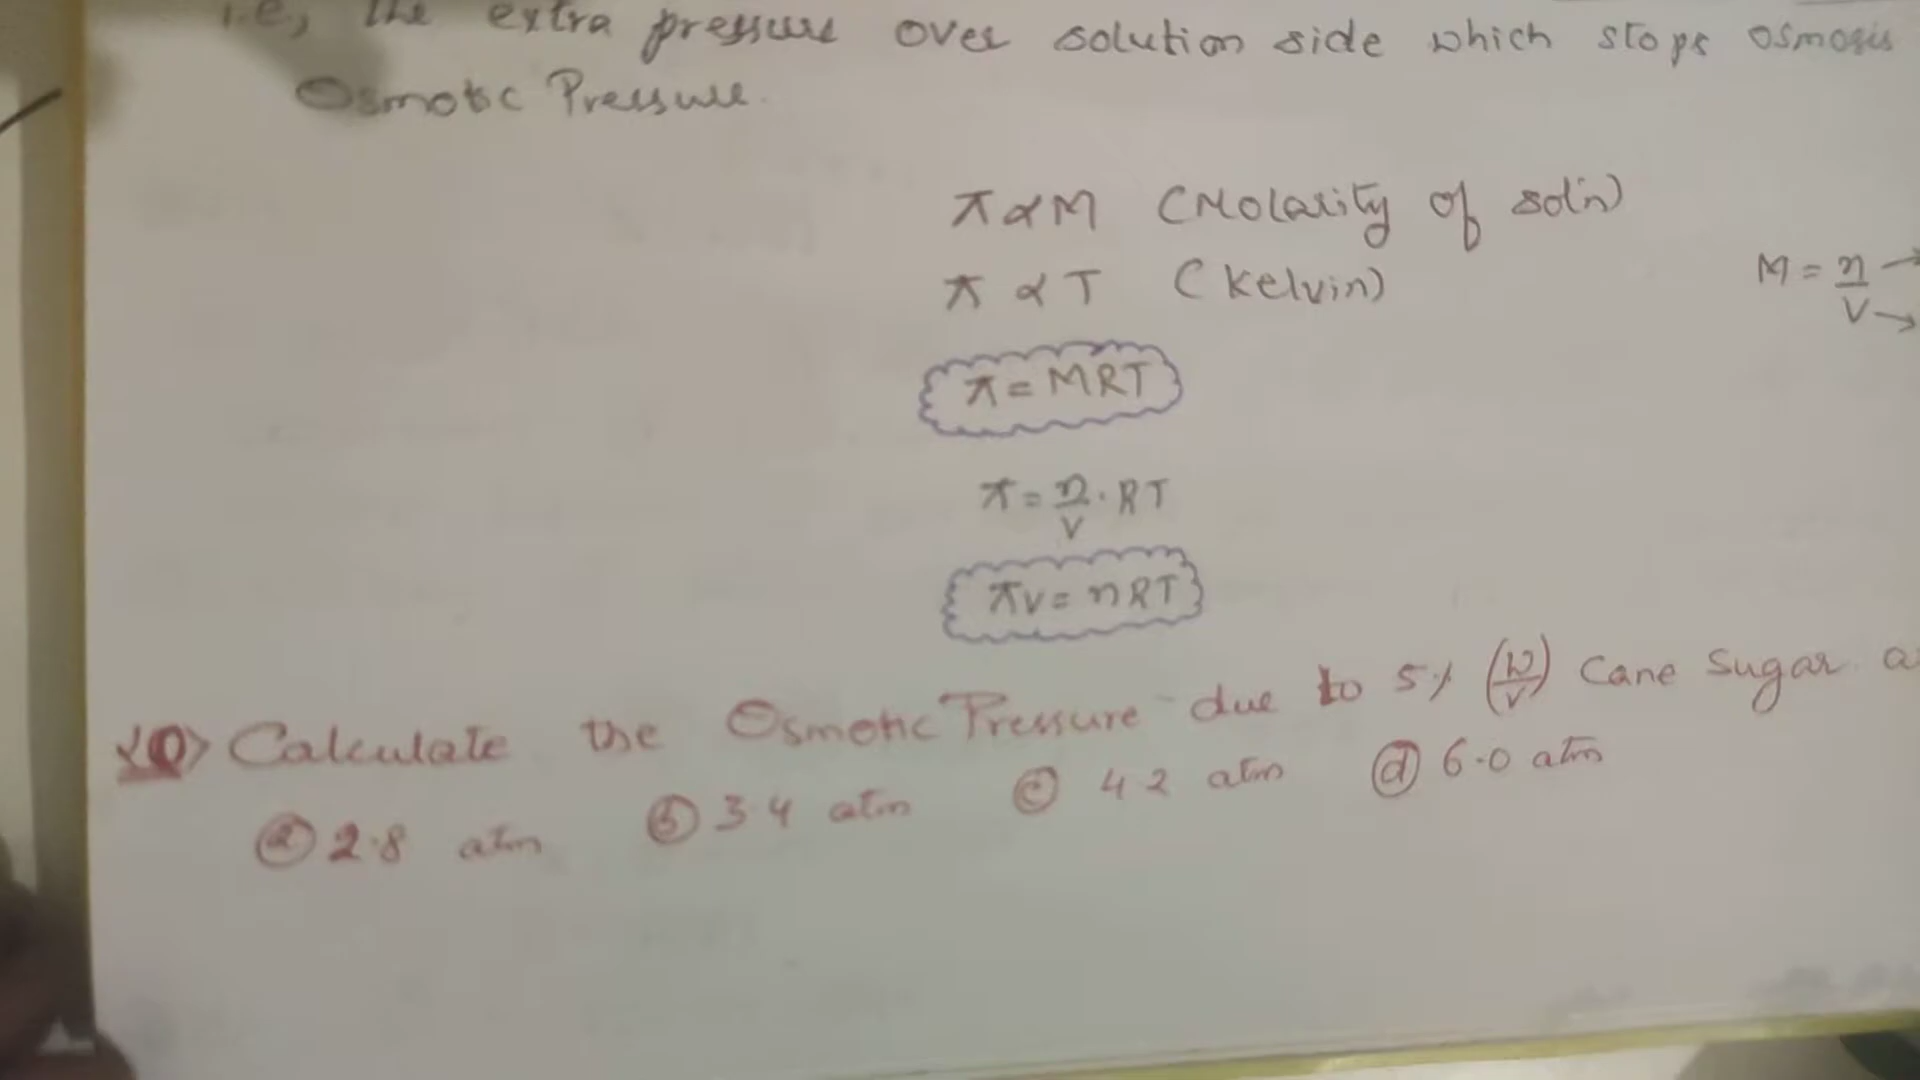 i.e, the extra pressure over solution side which stops osmosis
Osmotic Pressure.
π ∝ M (Molarity of sol'n)
π ∝ T (Kelvin)
M = n/V
π = MRT
π = n/V . RT
πV = nRT
<Q> Calculate the Osmotic Pressure due to 5% (W/V) Cane Sugar
ⓐ 2.8 atm ⓑ 3.4 atm ⓒ 4.2 atm ⓓ 6.0 atm